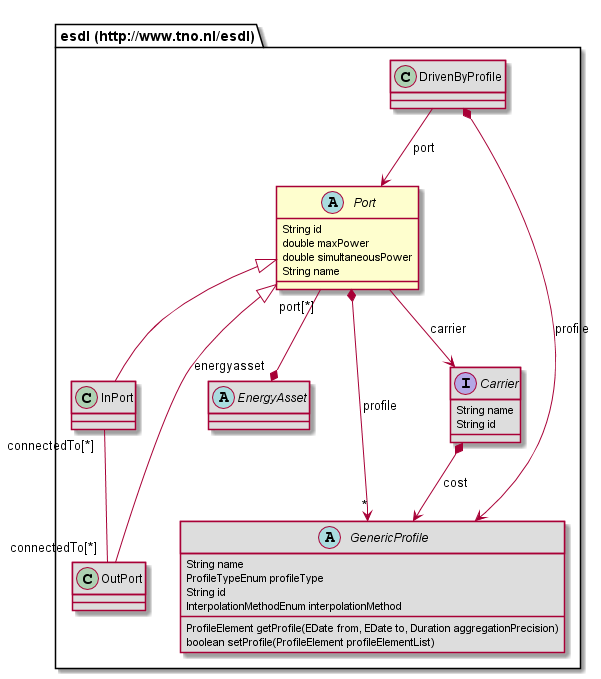 esdl (http://www.tno.nl/esdl)
C DrivenByProfile
port
A Port
String id
double maxPower
double simultaneousPower
String name
port[*]
carrier
profile
energyasset
C InPort
A EnergyAsset
I Carrier
String name
String id
profile
connectedTo[*]
cost
*
connectedTo[*]
C OutPort
A GenericProfile
String name
ProfileTypeEnum profileType
String id
InterpolationMethodEnum interpolationMethod
ProfileElement getProfile(EDate from, EDate to, Duration aggregationPrecision)
boolean setProfile(ProfileElement profileElementList)